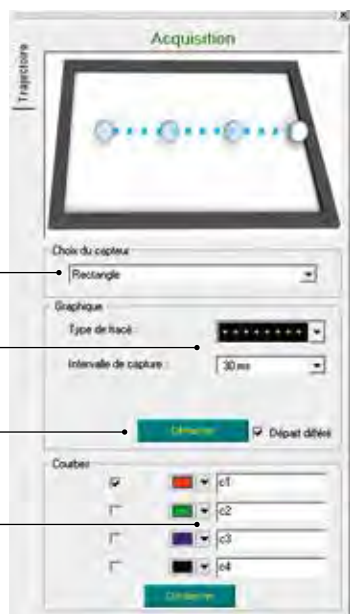 Acquisition
Trajectoire
Choix du capteur
Rectangle
Graphique
Type de tracé :
Intervalle de capture : 30 ms
Démarrer Départ différé
Courbes
c1
c2
c3
c4